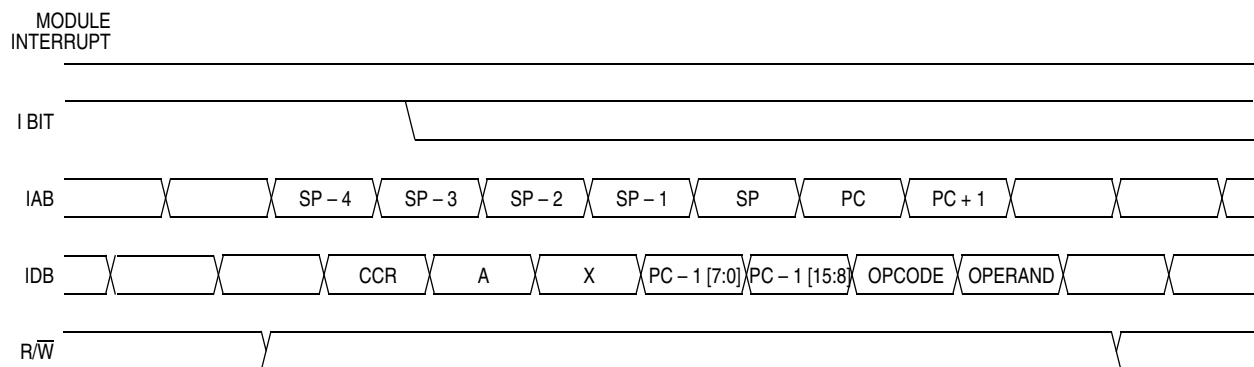 MODULE
INTERRUPT
I BIT
IAB SP – 4 SP – 3 SP – 2 SP – 1 SP PC PC + 1
IDB CCR A X PC – 1 [7:0] PC – 1 [15:8] OPCODE OPERAND
R/W̅